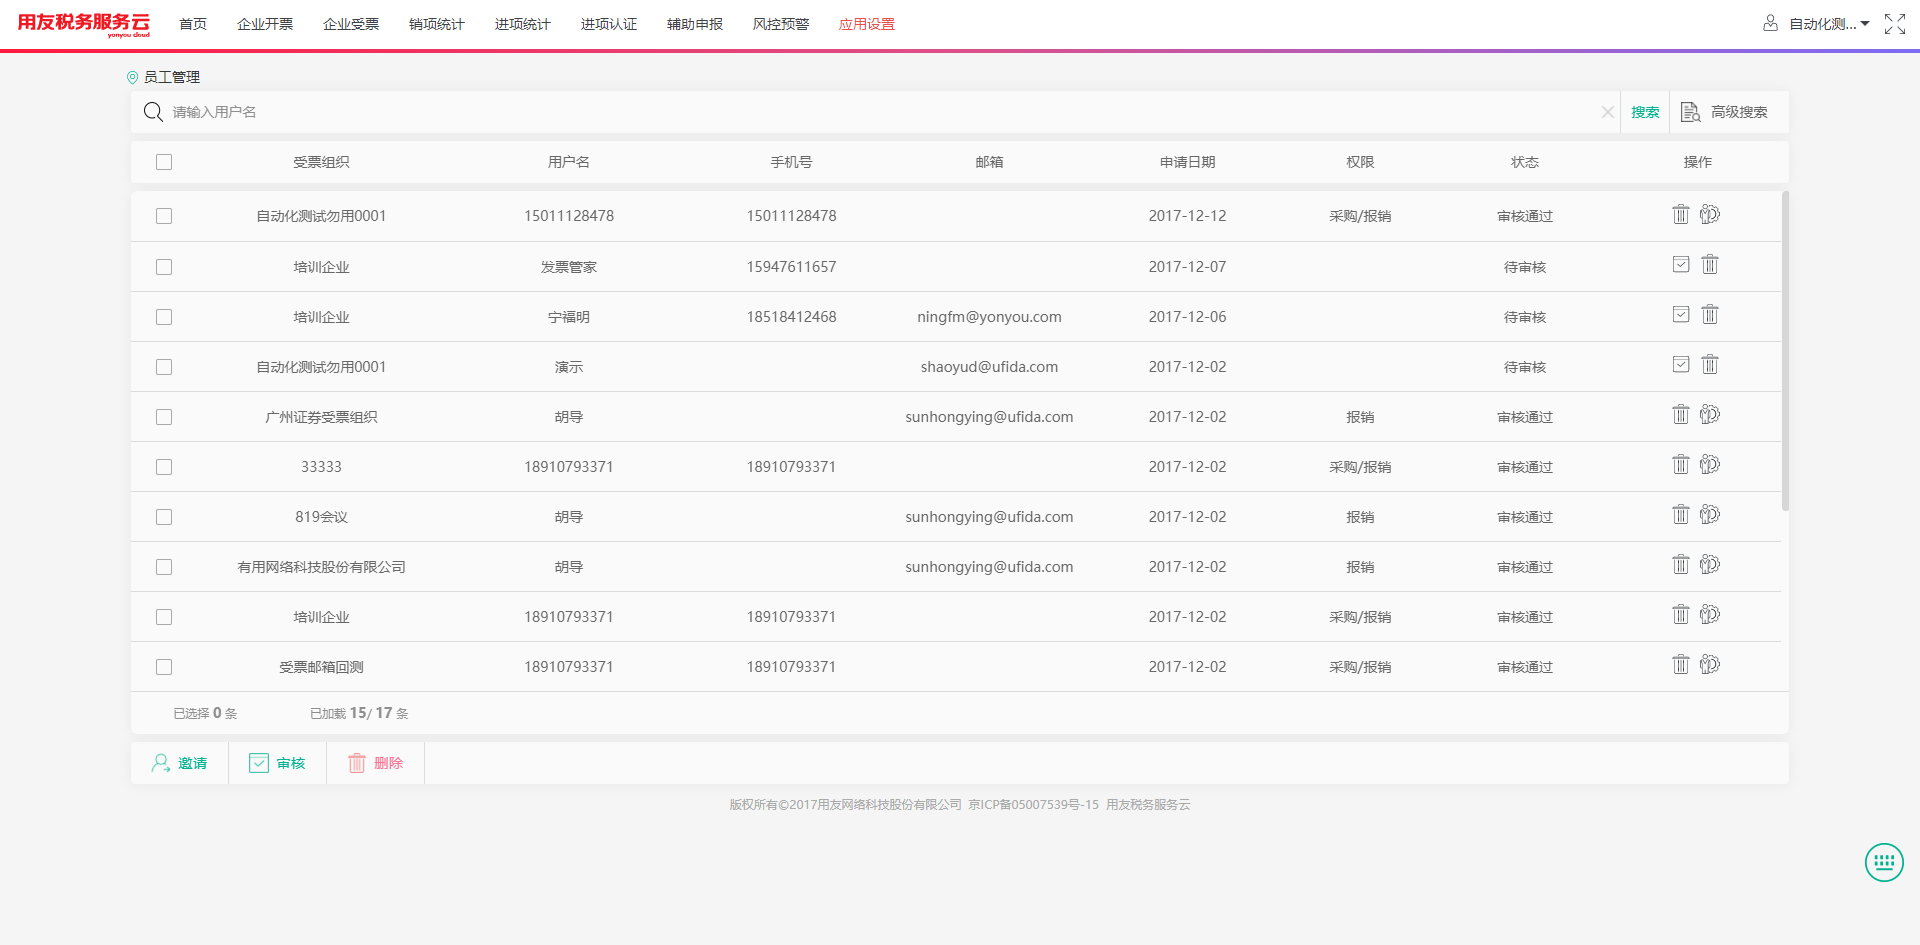 用友税务服务云 首页 企业开票 企业受票 销项统计 进项统计 进项认证 辅助申报 风控预警 应用设置 自动化测...
yonyou cloud
员工管理
请输入用户名 搜索 高级搜索
受票组织 用户名 手机号 邮箱 申请日期 权限 状态 操作
自动化测试勿用0001 15011128478 15011128478 2017-12-12 采购/报销 审核通过
培训企业 发票管家 15947611657 2017-12-07 待审核
培训企业 宁福明 18518412468 ningfm@yonyou.com 2017-12-06 待审核
自动化测试勿用0001 演示 shaoyud@ufida.com 2017-12-02 待审核
广州证券受票组织 胡导 sunhongying@ufida.com 2017-12-02 报销 审核通过
33333 18910793371 18910793371 2017-12-02 采购/报销 审核通过
819会议 胡导 sunhongying@ufida.com 2017-12-02 报销 审核通过
有用网络科技股份有限公司 胡导 sunhongying@ufida.com 2017-12-02 报销 审核通过
培训企业 18910793371 18910793371 2017-12-02 采购/报销 审核通过
受票邮箱回测 18910793371 18910793371 2017-12-02 采购/报销 审核通过
已选择 0 条 已加载 15/ 17 条
邀请 审核 删除
版权所有©2017用友网络科技股份有限公司 京ICP备05007539号-15 用友税务服务云